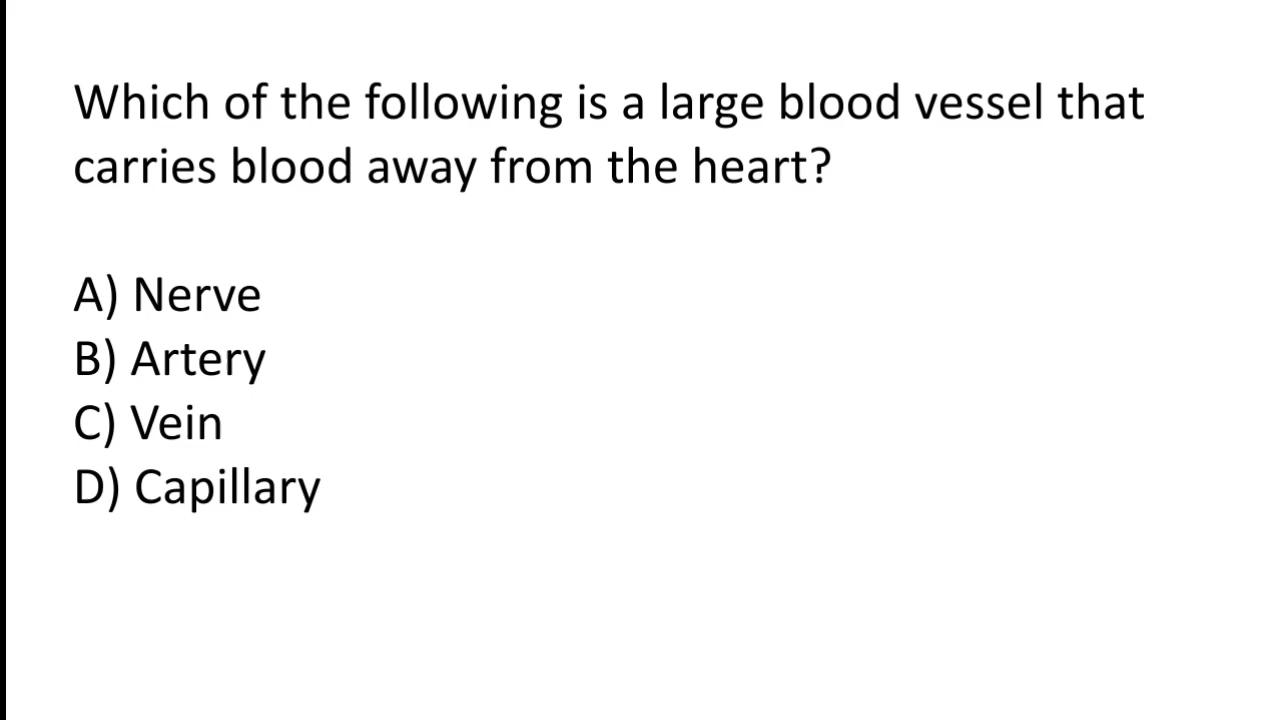 Which of the following is a large blood vessel that
carries blood away from the heart?
A) Nerve
B) Artery
C) Vein
D) Capillary